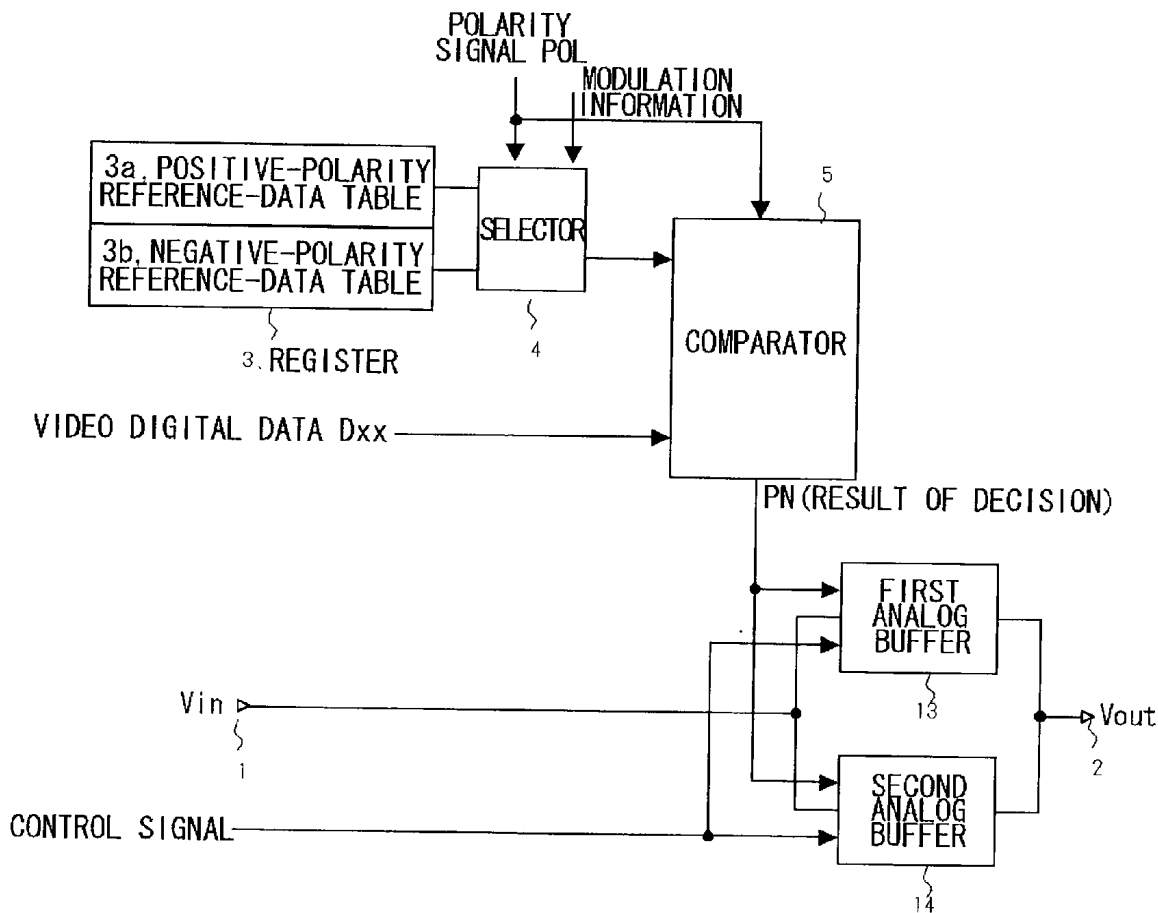 POLARITY
SIGNAL POL
MODULATION
INFORMATION
3a, POSITIVE-POLARITY
REFERENCE-DATA TABLE
3b, NEGATIVE-POLARITY
REFERENCE-DATA TABLE
3. REGISTER
SELECTOR
4
5
COMPARATOR
VIDEO DIGITAL DATA Dxx
PN(RESULT OF DECISION)
FIRST
ANALOG
BUFFER
13
Vin
1
Vout
2
SECOND
ANALOG
BUFFER
14
CONTROL SIGNAL